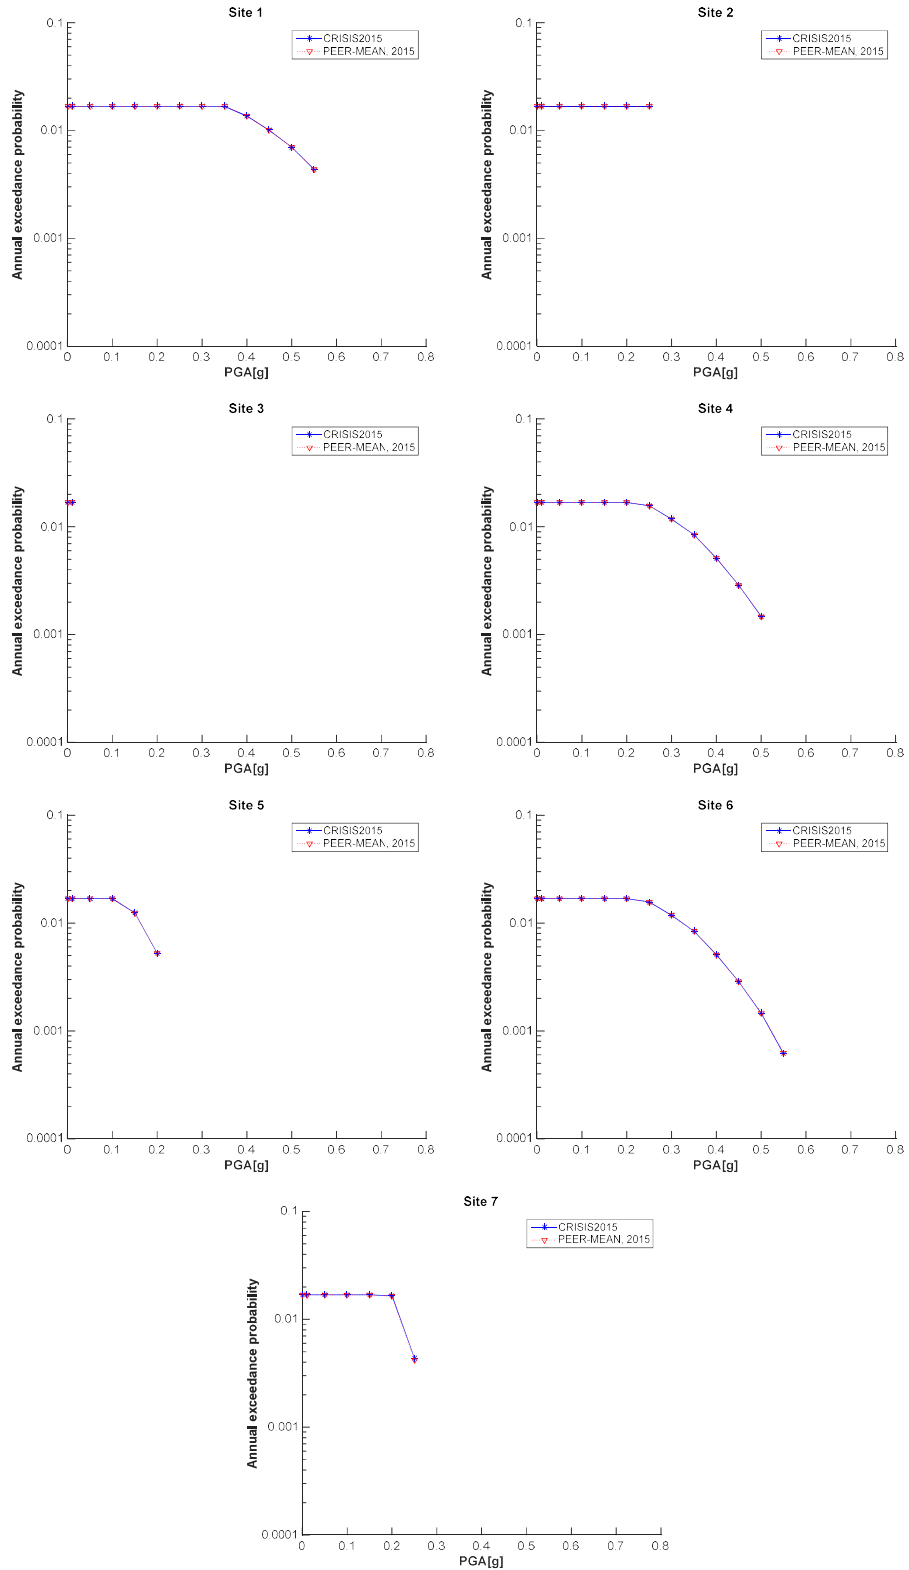 Site 1
CRISIS2015
PEER-MEAN, 2015
Annual exceedance probability
0.1
0.01
0.001
0.0001
0 0.1 0.2 0.3 0.4 0.5 0.6 0.7 0.8
PGA[g]
Site 2
CRISIS2015
PEER-MEAN, 2015
Annual exceedance probability
0.1
0.01
0.001
0.0001
0 0.1 0.2 0.3 0.4 0.5 0.6 0.7 0.8
PGA[g]
Site 3
CRISIS2015
PEER-MEAN, 2015
Annual exceedance probability
0.1
0.01
0.001
0.0001
0 0.1 0.2 0.3 0.4 0.5 0.6 0.7 0.8
PGA[g]
Site 4
CRISIS2015
PEER-MEAN, 2015
Annual exceedance probability
0.1
0.01
0.001
0.0001
0 0.1 0.2 0.3 0.4 0.5 0.6 0.7 0.8
PGA[g]
Site 5
CRISIS2015
PEER-MEAN, 2015
Annual exceedance probability
0.1
0.01
0.001
0.0001
0 0.1 0.2 0.3 0.4 0.5 0.6 0.7 0.8
PGA[g]
Site 6
CRISIS2015
PEER-MEAN, 2015
Annual exceedance probability
0.1
0.01
0.001
0.0001
0 0.1 0.2 0.3 0.4 0.5 0.6 0.7 0.8
PGA[g]
Site 7
CRISIS2015
PEER-MEAN, 2015
Annual exceedance probability
0.1
0.01
0.001
0.0001
0 0.1 0.2 0.3 0.4 0.5 0.6 0.7 0.8
PGA[g]